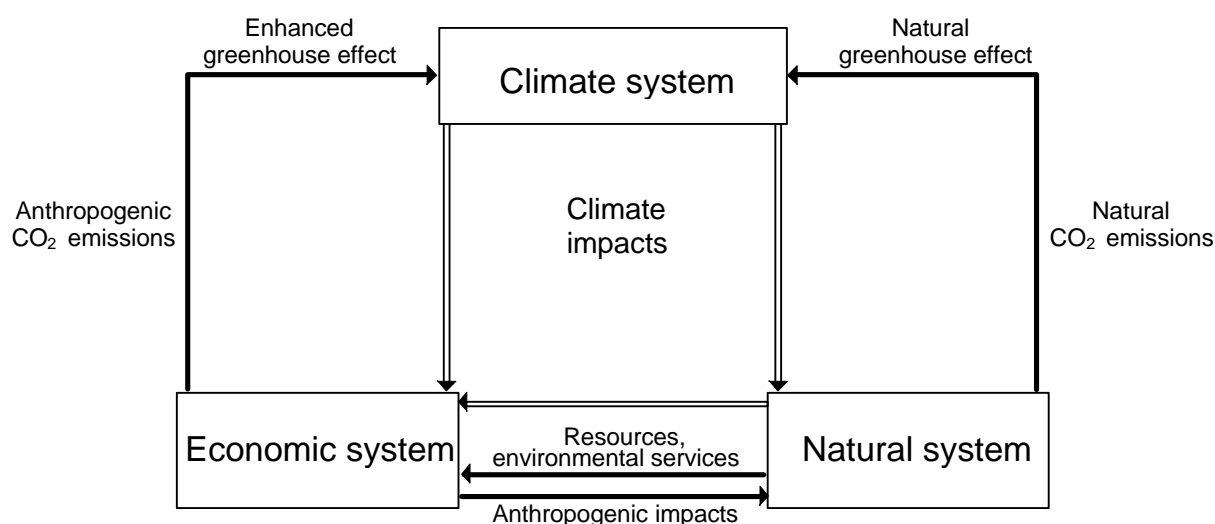 Enhanced
greenhouse effect
Natural
greenhouse effect
Climate system
Anthropogenic
CO₂ emissions
Climate
impacts
Natural
CO₂ emissions
Economic system
Resources,
environmental services
Natural system
Anthropogenic impacts